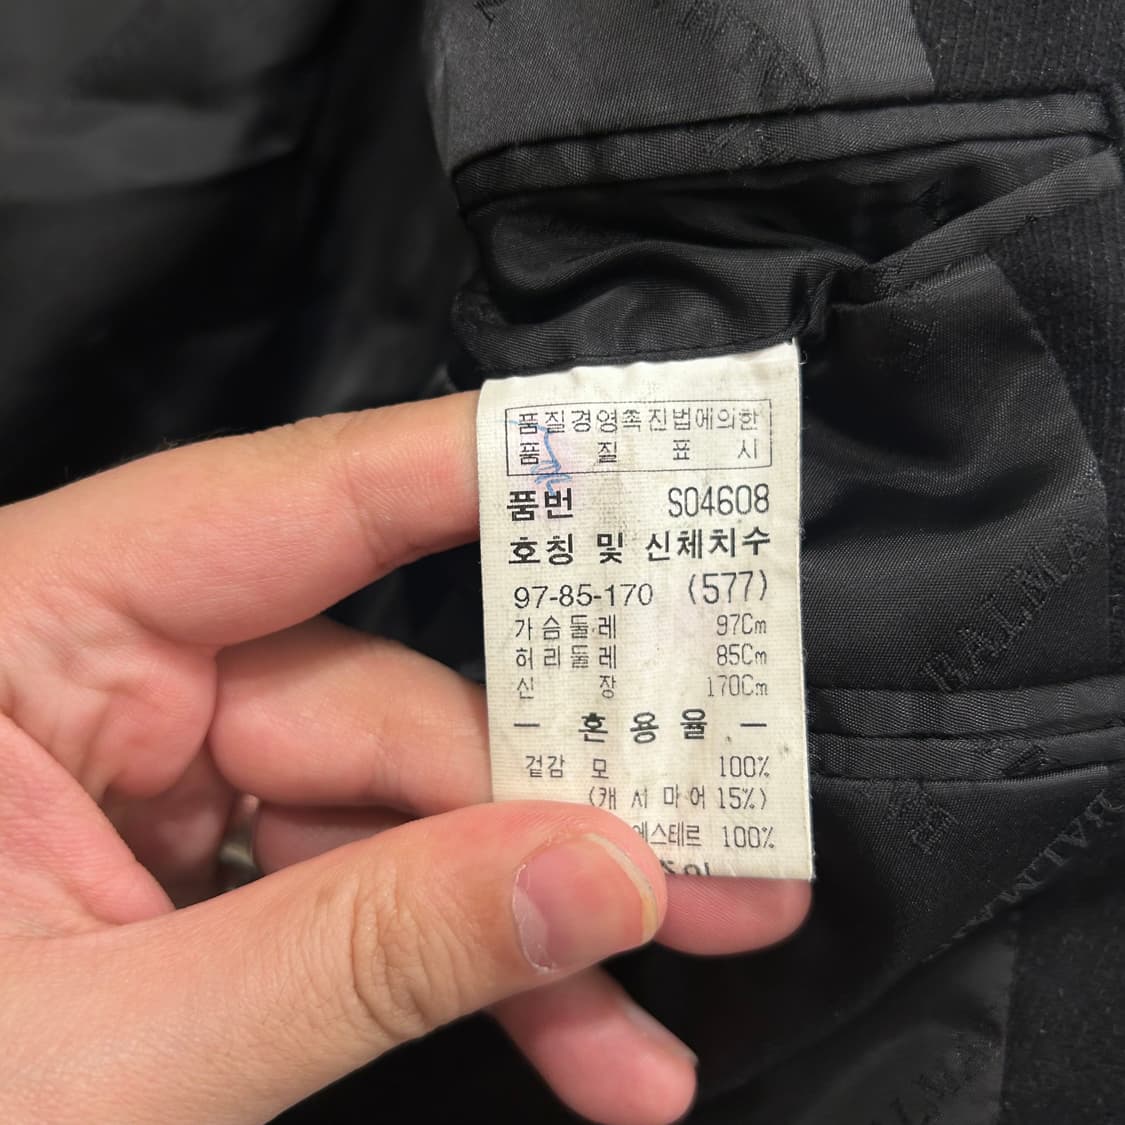 품질경영촉진법에의한
품 질 표 시
품번 S04608
호칭 및 신체치수
97-85-170 (577)
가슴둘레 97Cm
허리둘레 85Cm
신 장 170Cm
- 혼용율 -
겉감 모 100%
(캐시미어 15%)
에스테르 100%